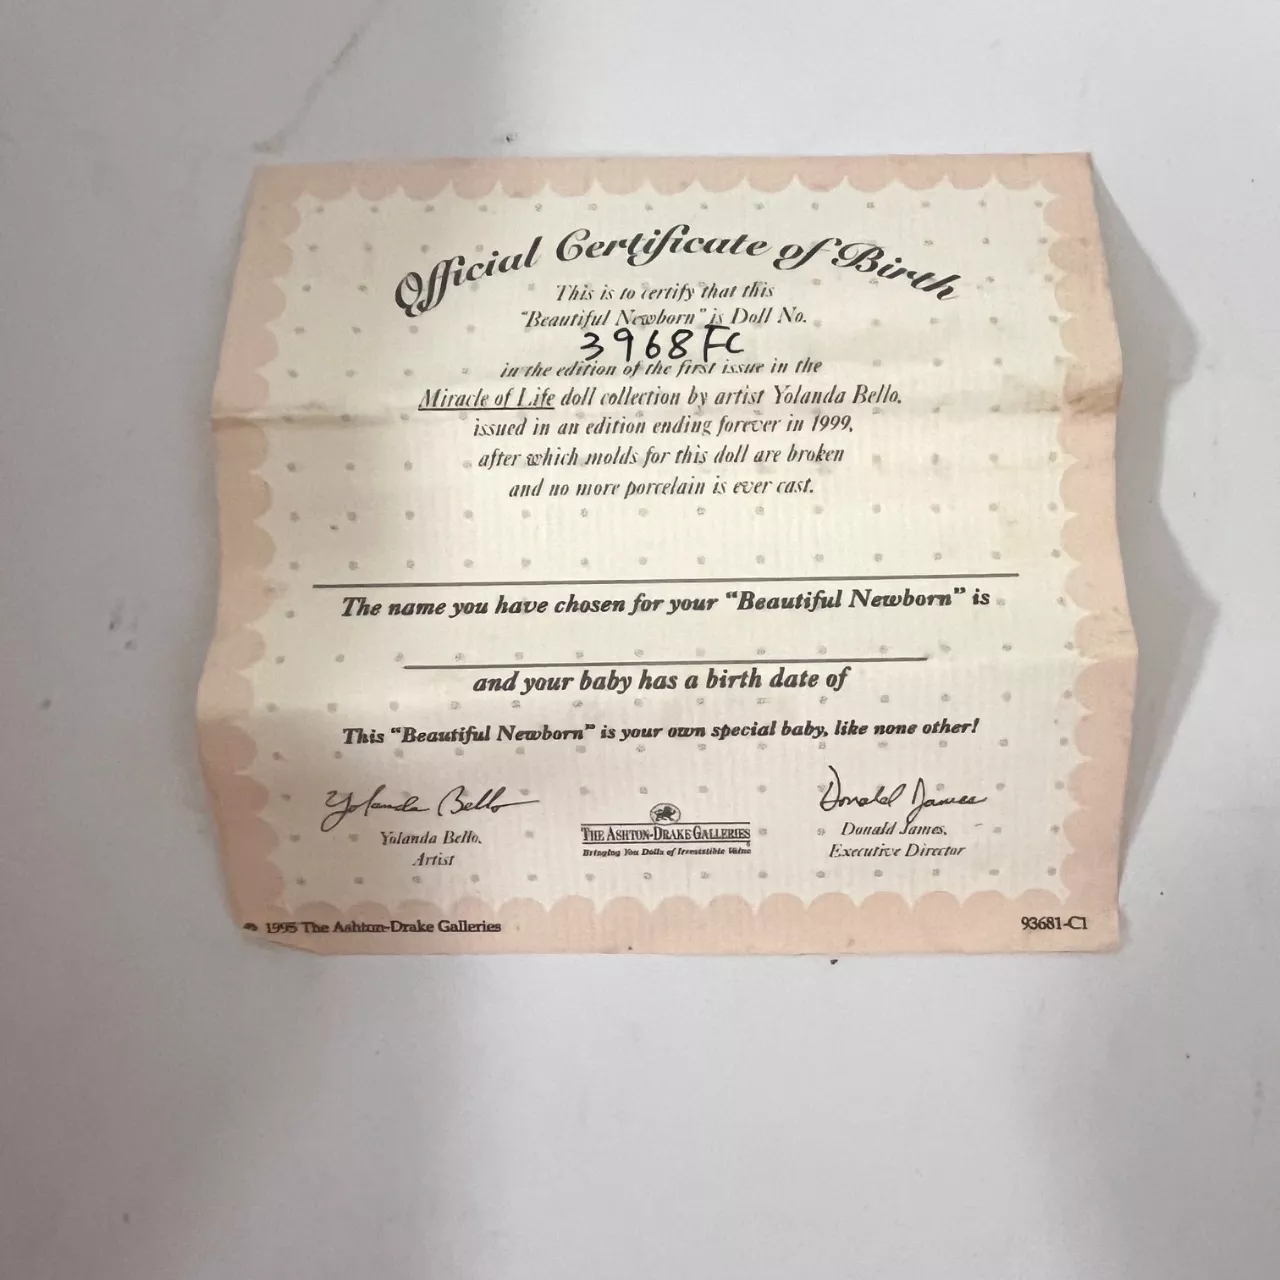 Official Certificate of Birth
This is to certify that this
"Beautiful Newborn" is Doll No.
3968FC
in the edition of the first issue in the
Miracle of Life doll collection by artist Yolanda Bello,
issued in an edition ending forever in 1999,
after which molds for this doll are broken
and no more porcelain is ever cast.
The name you have chosen for your "Beautiful Newborn" is
and your baby has a birth date of
This "Beautiful Newborn" is your own special baby, like none other!
Yolanda Bello
Yolanda Bello,
Artist
THE ASHTON-DRAKE GALLERIES
Bringing You Dolls of Irresistible Value
Donald James
Donald James,
Executive Director
© 1995 The Ashton-Drake Galleries
93681-C1